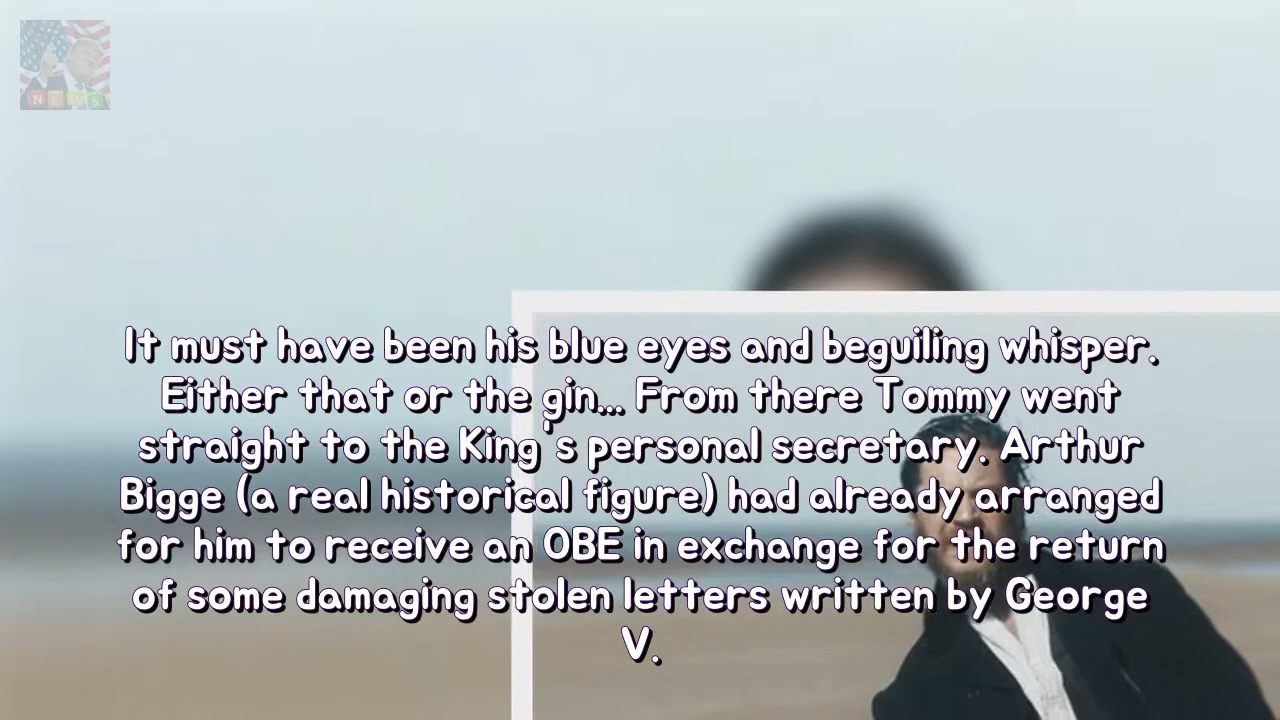 NEWS
It must have been his blue eyes and beguiling whisper.
Either that or the gin... From there Tommy went
straight to the King's personal secretary. Arthur
Bigge (a real historical figure) had already arranged
for him to receive an OBE in exchange for the return
of some damaging stolen letters written by George
V.